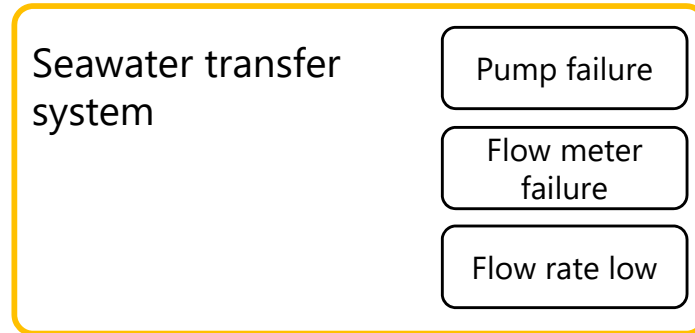 Seawater transfer
system
Pump failure
Flow meter
failure
Flow rate low